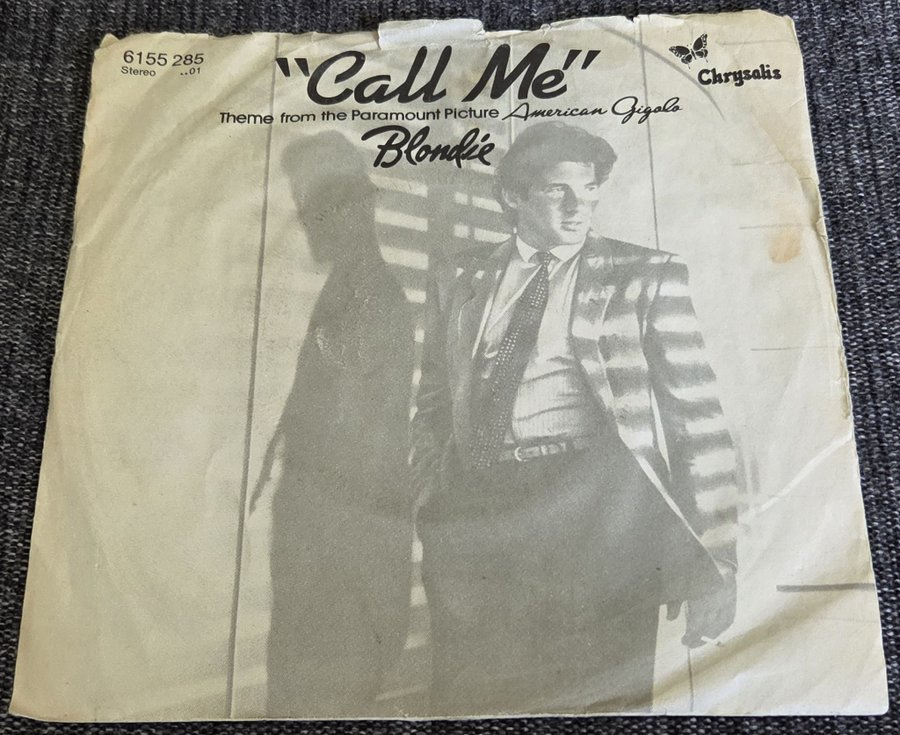 6155 285
Stereo ..01
"Call Me"
Chrysalis
Theme from the Paramount Picture American Gigolo
Blondie